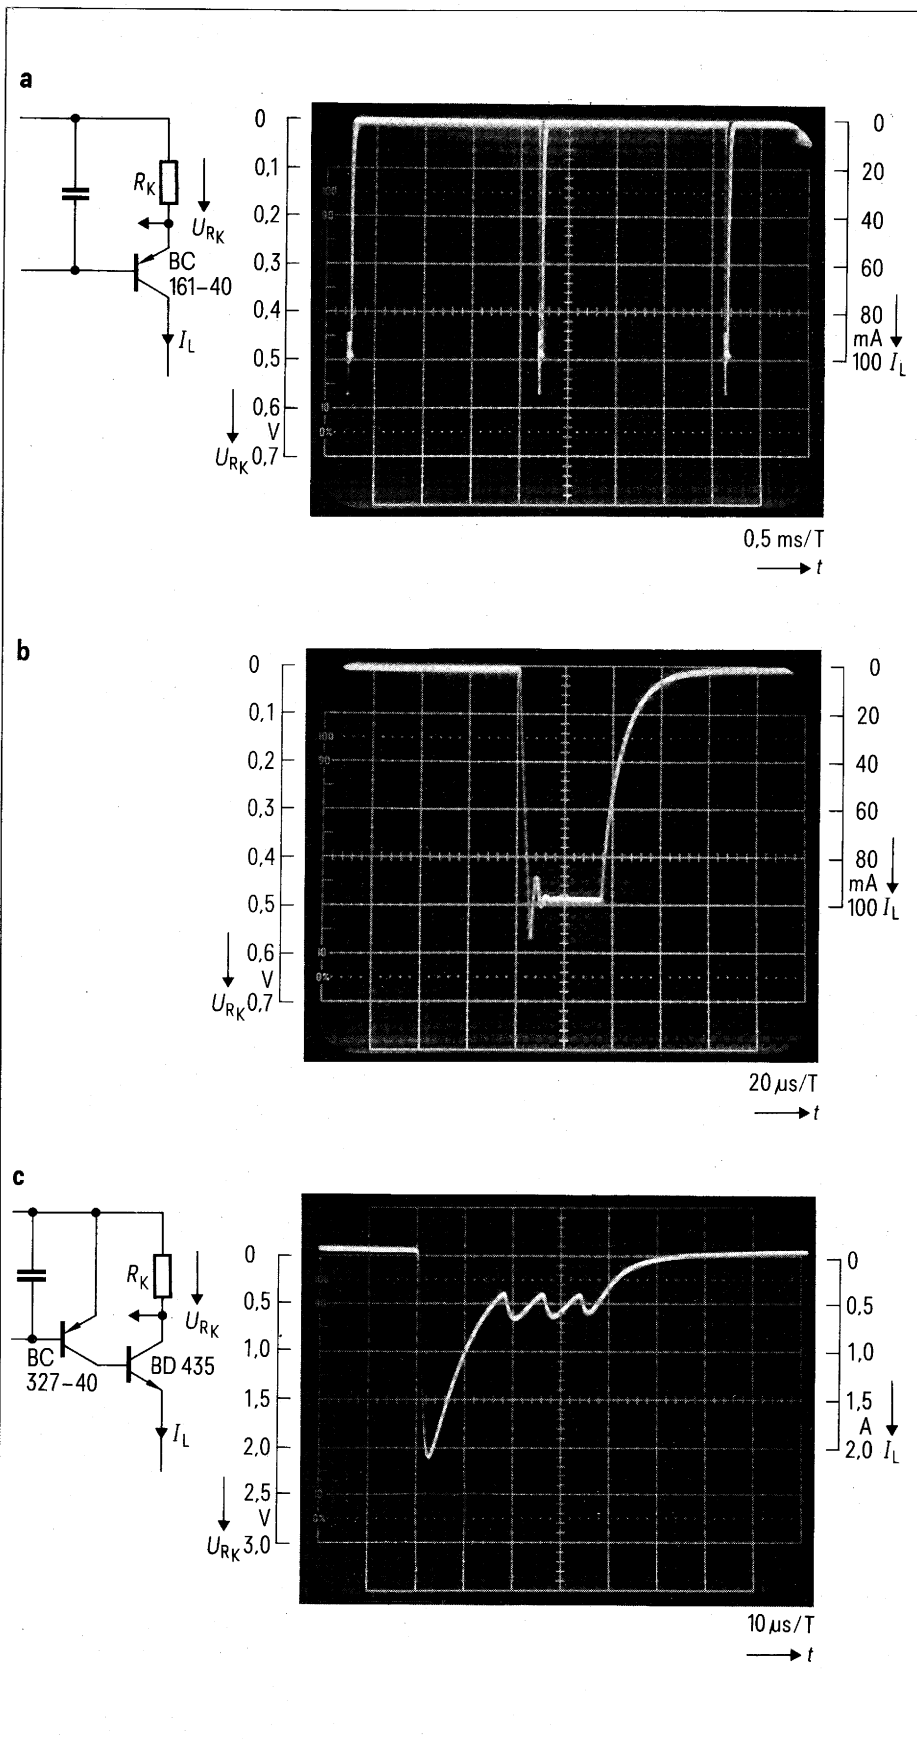 a
R_K
U_RK
BC
161–40
I_L
0
0,1
0,2
0,3
0,4
0,5
0,6
V
U_RK 0,7
0
20
40
60
80
mA
100 I_L
0,5 ms/T
t
b
0
0,1
0,2
0,3
0,4
0,5
0,6
V
U_RK 0,7
0
20
40
60
80
mA
100 I_L
20 µs/T
t
c
R_K
U_RK
BC
327–40
BD 435
I_L
0
0,5
1,0
1,5
2,0
2,5
V
U_RK 3,0
0
0,5
1,0
1,5
A
2,0 I_L
10 µs/T
t